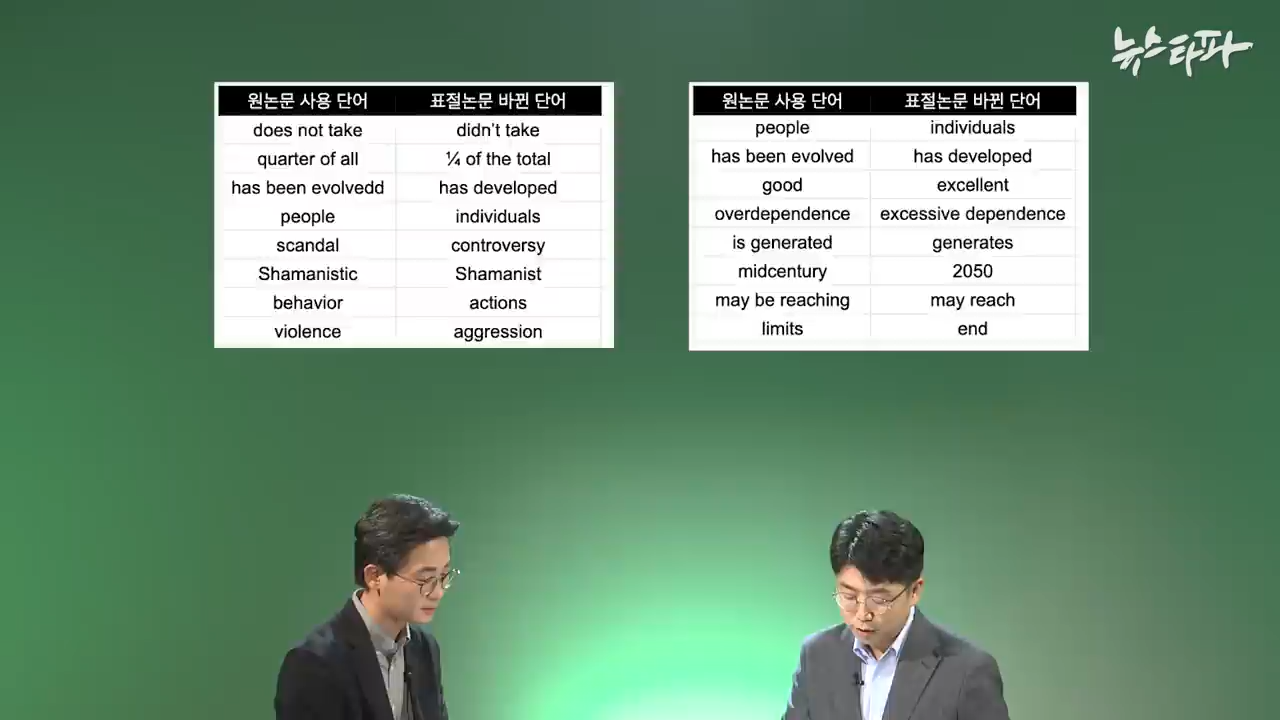 뉴스타파
원논문 사용 단어 표절논문 바뀐 단어
does not take didn't take
quarter of all ¼ of the total
has been evolvedd has developed
people individuals
scandal controversy
Shamanistic Shamanist
behavior actions
violence aggression
원논문 사용 단어 표절논문 바뀐 단어
people individuals
has been evolved has developed
good excellent
overdependence excessive dependence
is generated generates
midcentury 2050
may be reaching may reach
limits end